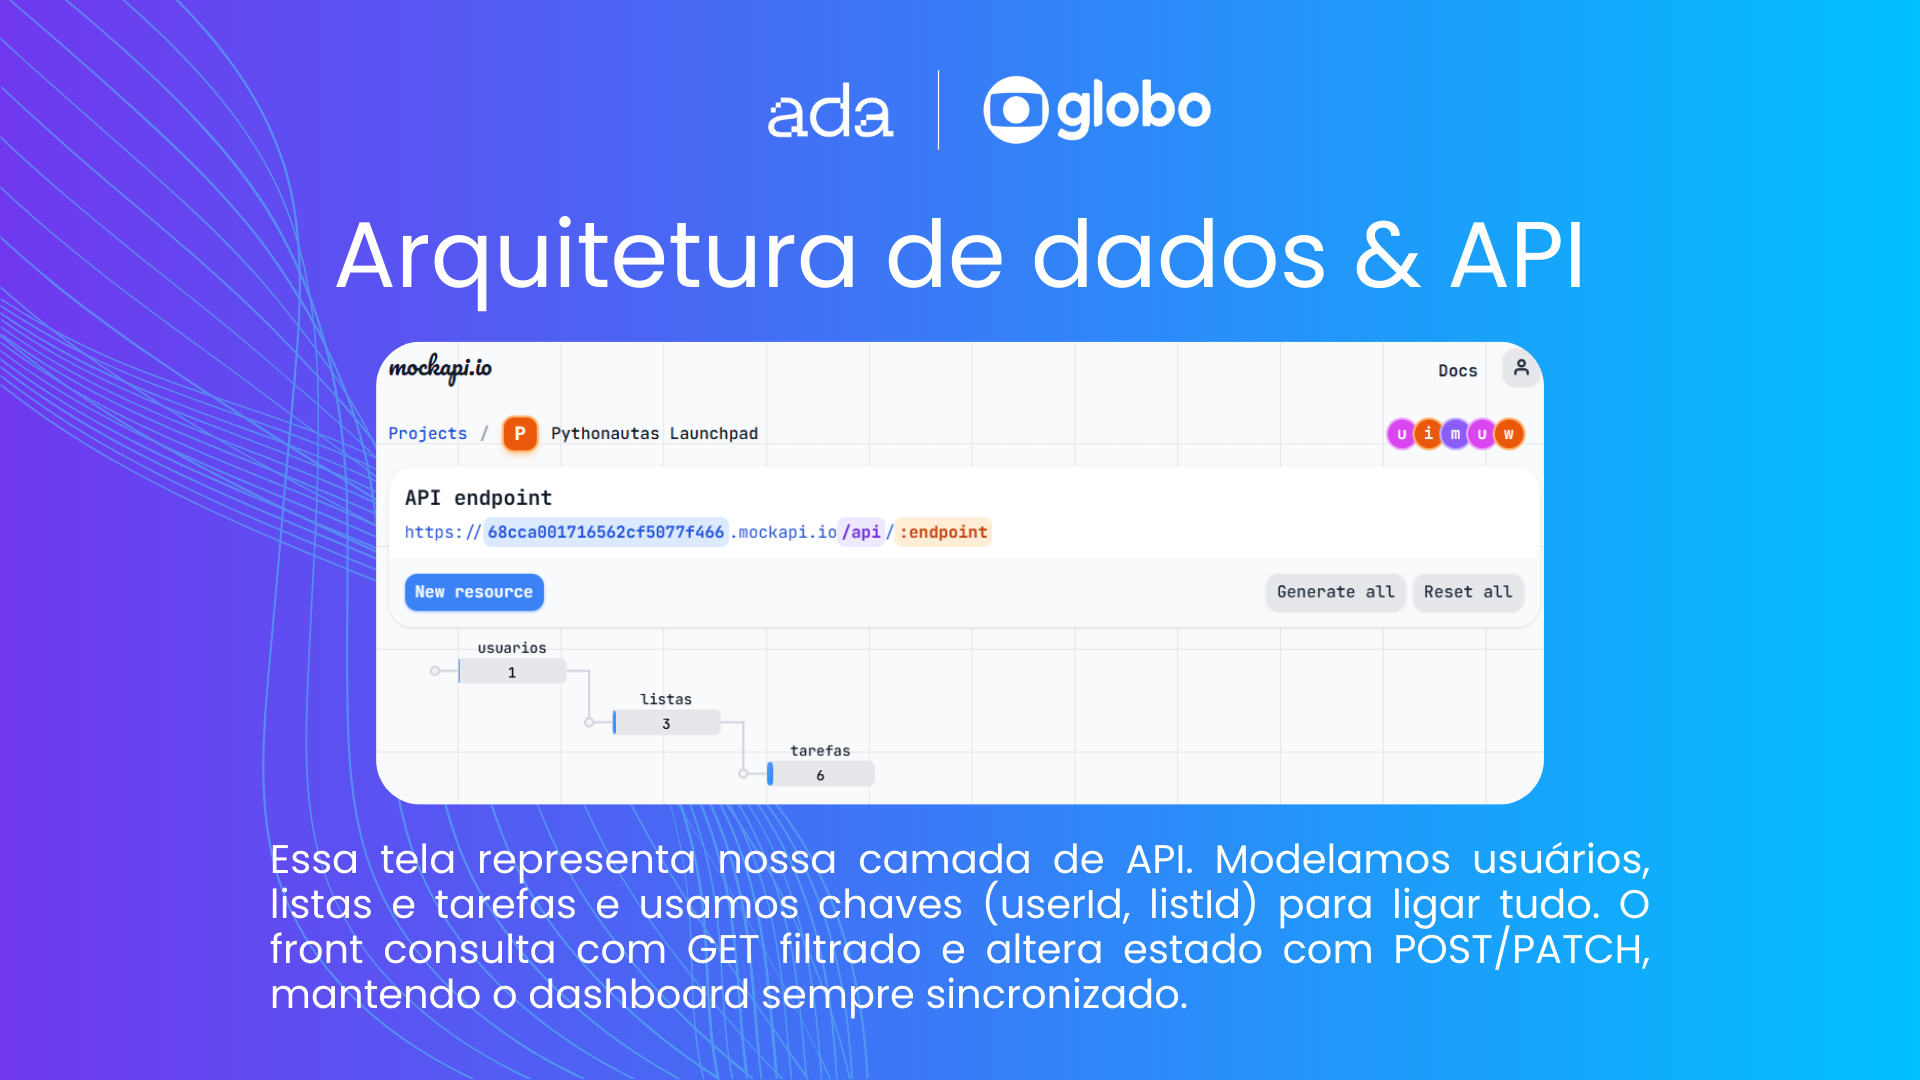 ada
globo
Arquitetura de dados & API
mockapi.io
Docs
Projects / P Pythonautas Launchpad
u i m u w
API endpoint
https://68cca001716562cf5077f466.mockapi.io/api/:endpoint
New resource
Generate all
Reset all
usuarios
1
listas
3
tarefas
6
Essa tela representa nossa camada de API. Modelamos usuários,
listas e tarefas e usamos chaves (userId, listId) para ligar tudo. O
front consulta com GET filtrado e altera estado com POST/PATCH,
mantendo o dashboard sempre sincronizado.